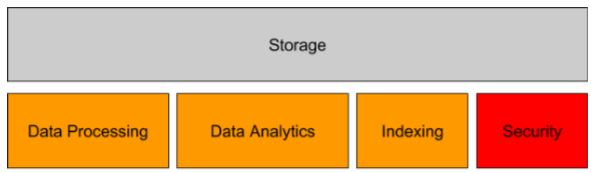 Storage
Data Processing
Data Analytics
Indexing
Security